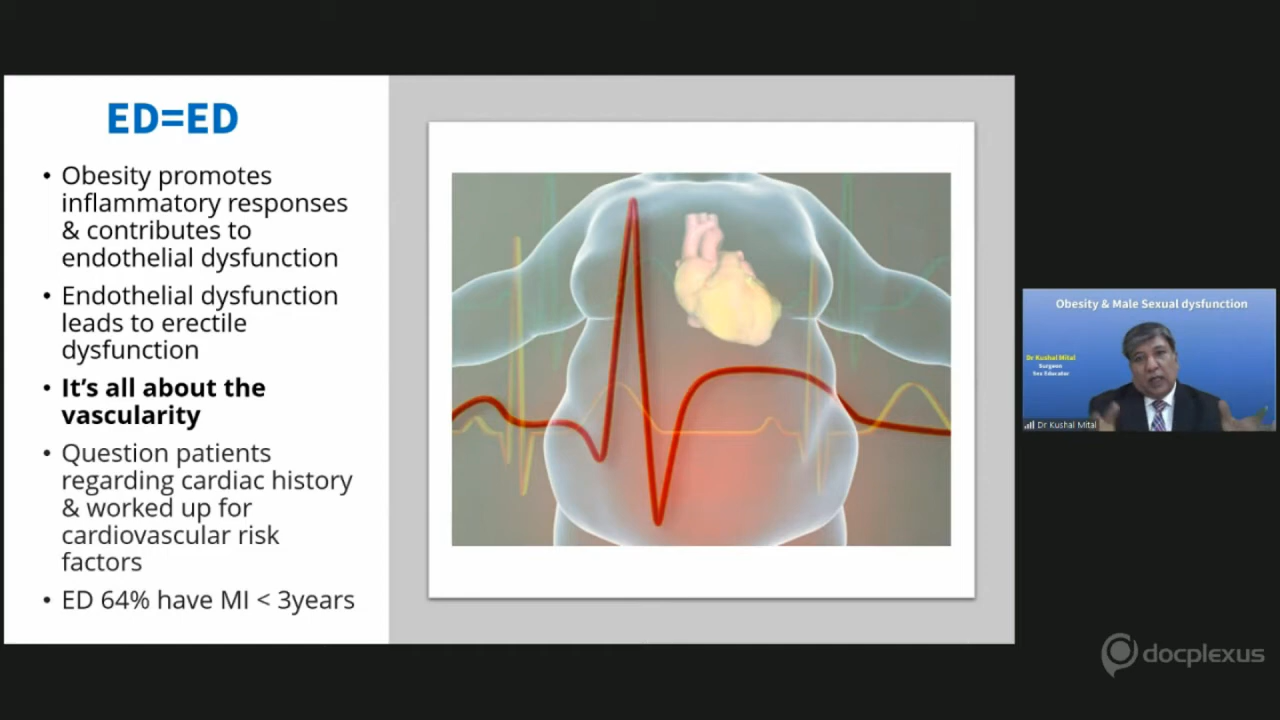 ED=ED
• Obesity promotes
inflammatory responses
& contributes to
endothelial dysfunction
• Endothelial dysfunction
leads to erectile
dysfunction
• It's all about the
vascularity
• Question patients
regarding cardiac history
& worked up for
cardiovascular risk
factors
• ED 64% have MI < 3years
Obesity & Male Sexual dysfunction
Dr Kushal Mital
Surgeon
Sex Educator
Dr Kushal Mital
docplexus